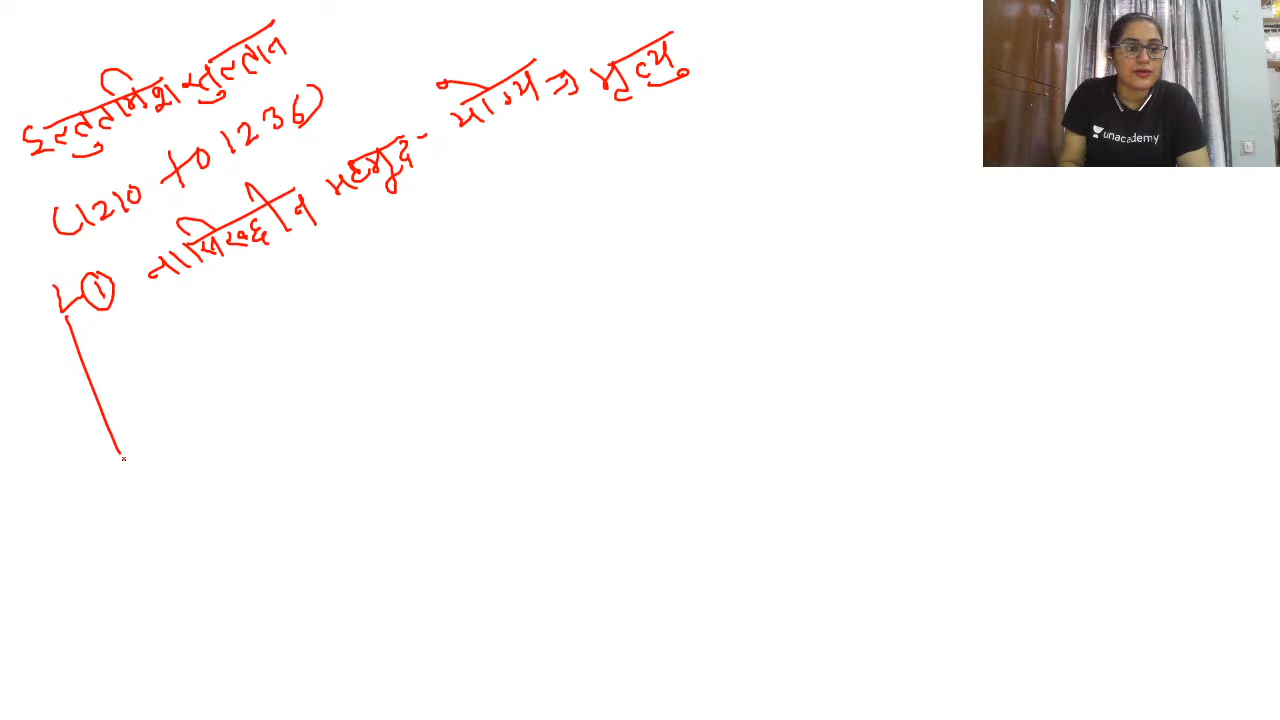 इल्तुतमिश सुल्तान
(1210 to 1236)
① नासिरुद्दीन महमूद - योग्य → मृत्यु
unacademy